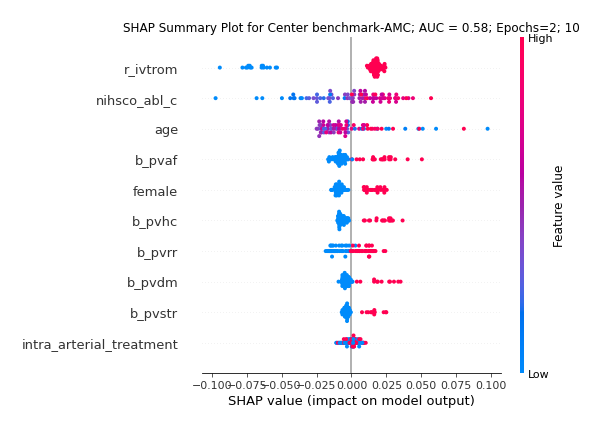 SHAP Summary Plot for Center benchmark-AMC; AUC = 0.58; Epochs=2; 10
High
r_ivtrom
nihsco_abl_c
age
b_pvaf
female
b_pvhc
b_pvrr
b_pvdm
b_pvstr
intra_arterial_treatment
Feature value
Low
−0.100 −0.075 −0.050 −0.025 0.000 0.025 0.050 0.075 0.100
SHAP value (impact on model output)